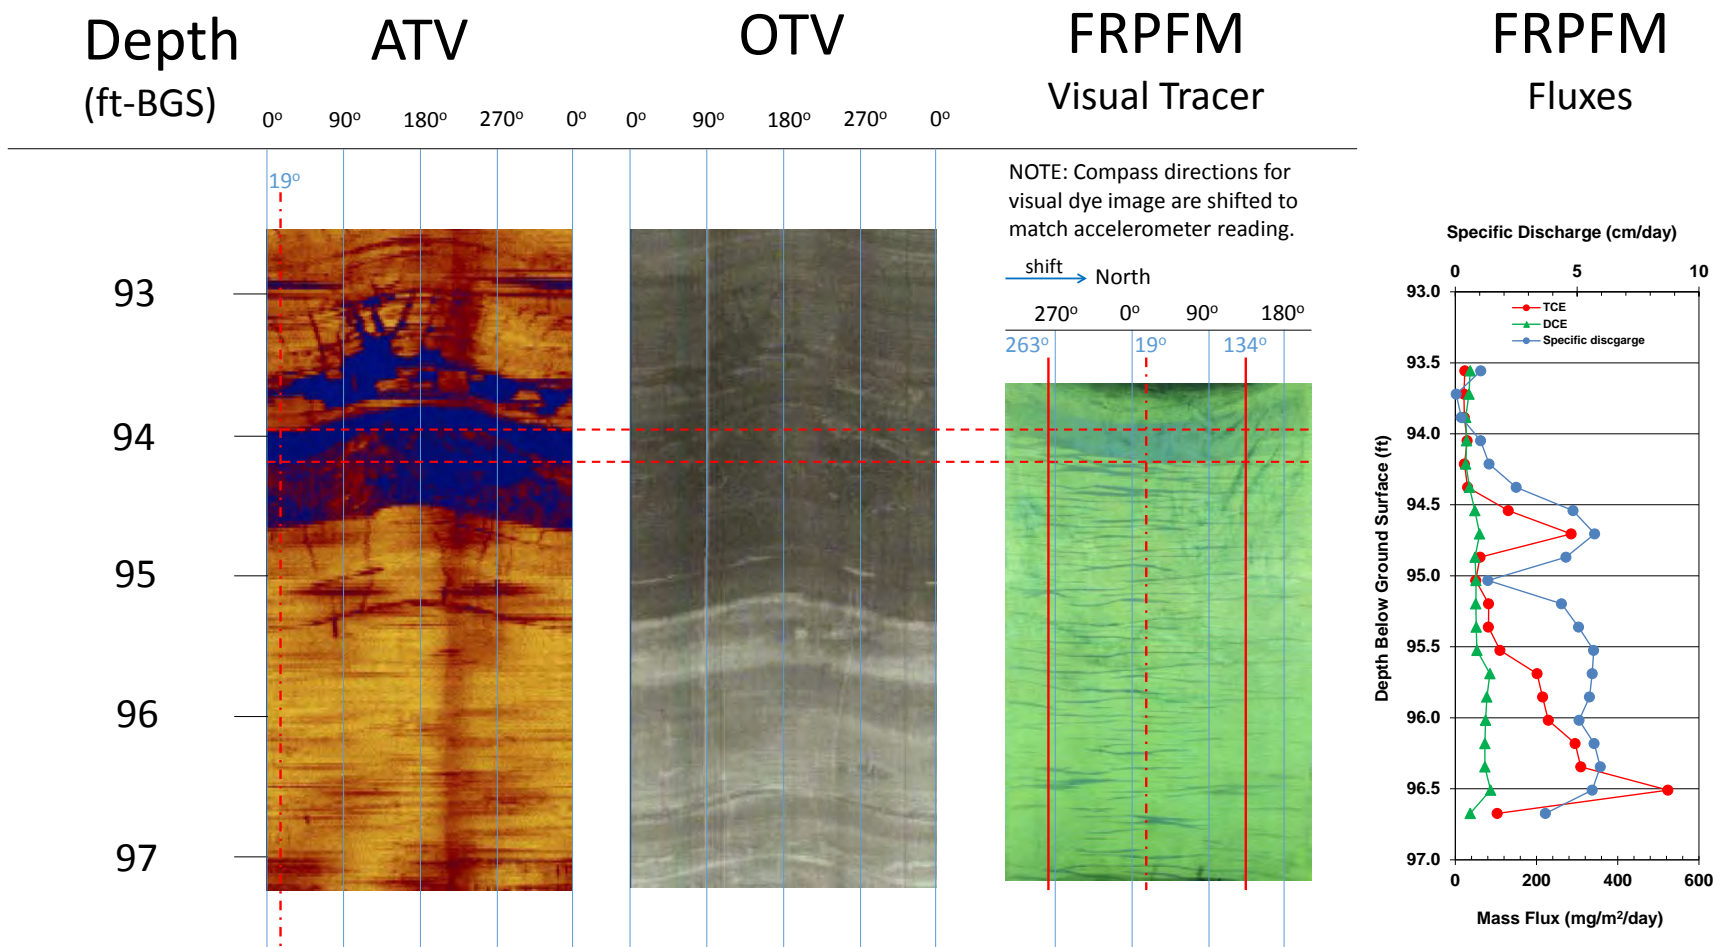 Depth
(ft-BGS)
ATV
OTV
FRPFM
Visual Tracer
FRPFM
Fluxes
0º 90º 180º 270º 0º
0º 90º 180º 270º 0º
19º
NOTE: Compass directions for
visual dye image are shifted to
match accelerometer reading.
shift
North
270º 0º 90º 180º
263º 19º 134º
93
94
95
96
97
Specific Discharge (cm/day)
0 5 10
TCE
DCE
Specific discgarge
Depth Below Ground Surface (ft)
93.0
93.5
94.0
94.5
95.0
95.5
96.0
96.5
97.0
0 200 400 600
Mass Flux (mg/m²/day)